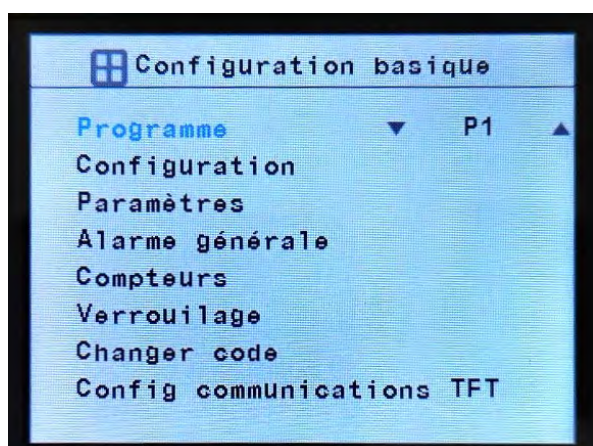 Configuration basique
Programme ▼ P1 ▲
Configuration
Paramètres
Alarme générale
Compteurs
Verrouilage
Changer code
Config communications TFT